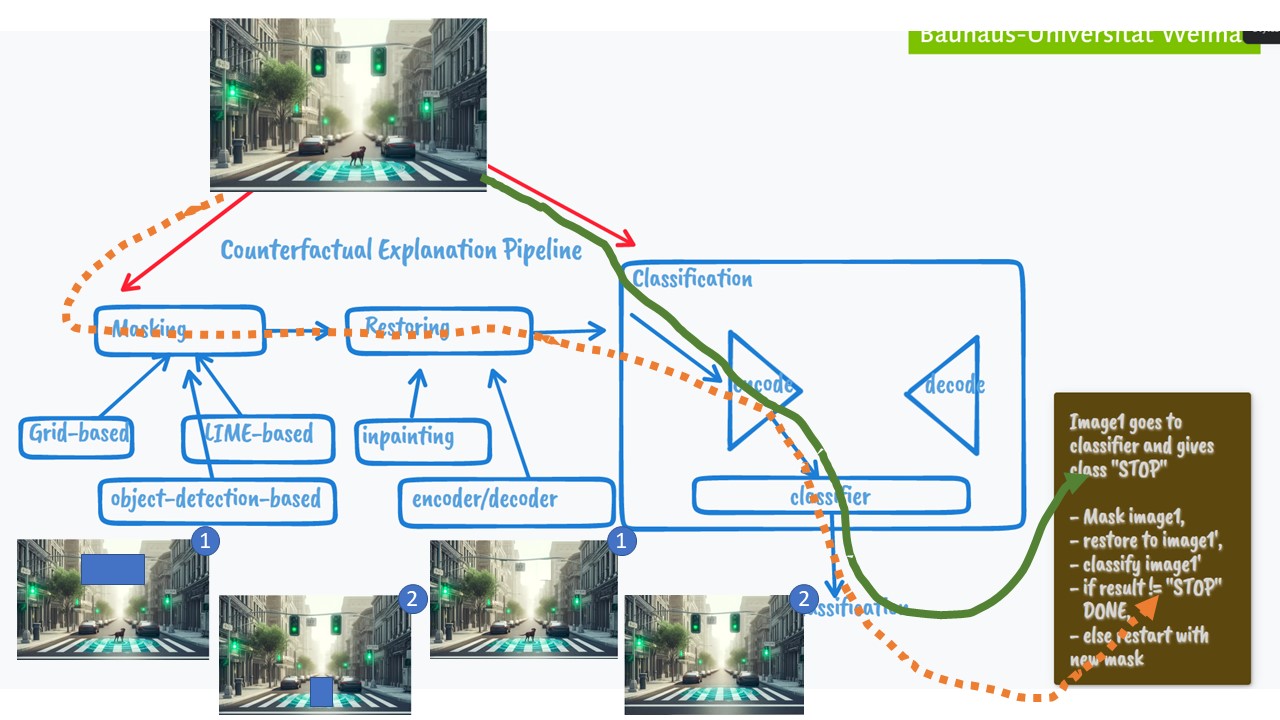 Bauhaus-Universität Weima
Counterfactual Explanation Pipeline
Classification
Masking
Restoring
encode
decode
Grid-based
LIME-based
inpainting
object-detection-based
encoder/decoder
classifier
Image1 goes to
classifier and gives
class "STOP"
- Mask image1,
- restore to image1',
- classify image1'
- if result != "STOP"
DONE,
- else restart with
new mask
1
1
2
2
assification